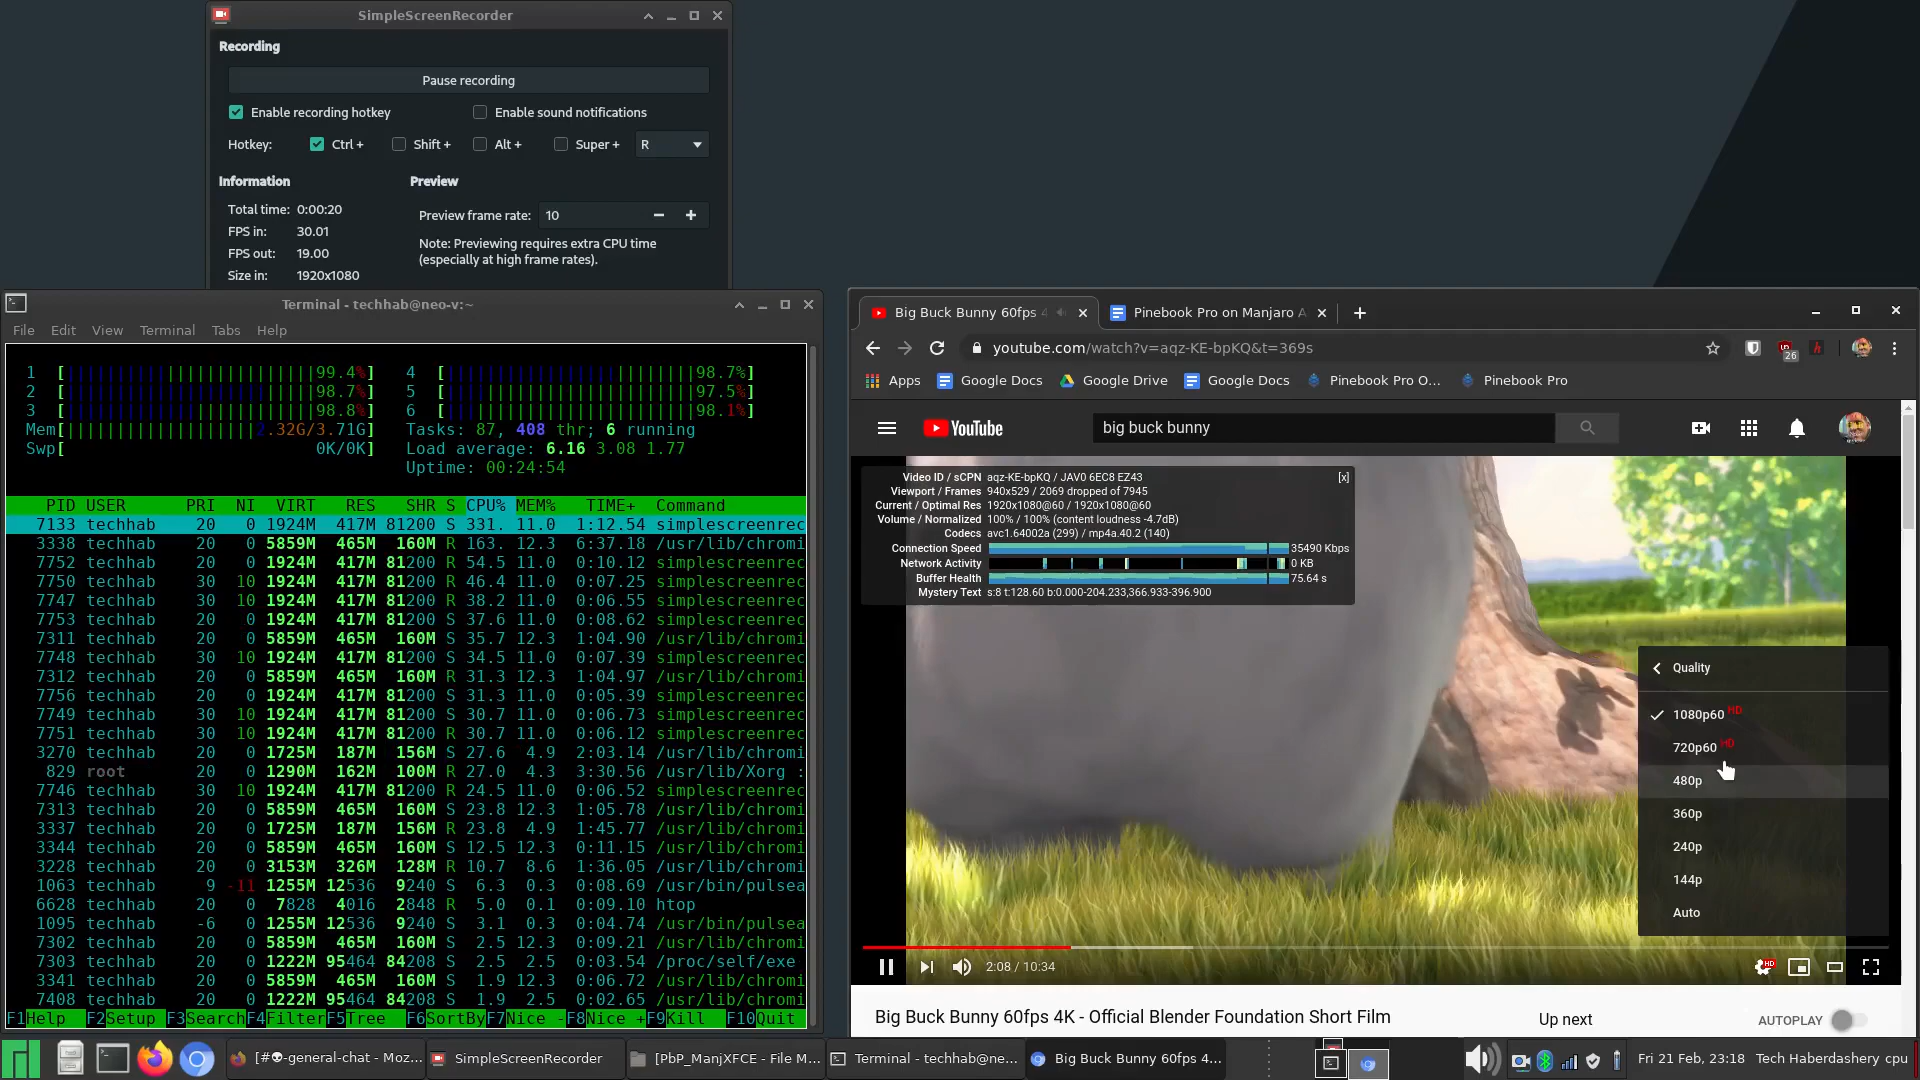 SimpleScreenRecorder
Recording
Pause recording
Enable recording hotkey
Enable sound notifications
Hotkey: Ctrl + Shift + Alt + Super + R
Information
Preview
Total time: 0:00:20
Preview frame rate: 10
FPS in: 30.01
Note: Previewing requires extra CPU time
(especially at high frame rates).
FPS out: 19.00
Size in: 1920x1080
Terminal - techhab@neo-v:~
File Edit View Terminal Tabs Help
1 [99.4%] 4 [98.7%]
2 [98.7%] 5 [97.5%]
3 [98.8%] 6 [98.1%]
Mem[2.32G/3.71G] Tasks: 87, 408 thr; 6 running
Swp[0K/0K] Load average: 6.16 3.08 1.77
Uptime: 00:24:54
PID USER PRI NI VIRT RES SHR S CPU% MEM% TIME+ Command
7133 techhab 20 0 1924M 417M 81200 S 331. 11.0 1:12.54 simplescreenrec
3338 techhab 20 0 5859M 465M 160M R 163. 12.3 6:37.18 /usr/lib/chromi
7752 techhab 20 0 1924M 417M 81200 S 54.5 11.0 0:10.12 simplescreenrec
7750 techhab 30 10 1924M 417M 81200 R 46.4 11.0 0:07.25 simplescreenrec
7747 techhab 30 10 1924M 417M 81200 R 38.2 11.0 0:06.55 simplescreenrec
7753 techhab 20 0 1924M 417M 81200 S 37.6 11.0 0:08.62 simplescreenrec
7311 techhab 20 0 5859M 465M 160M S 35.7 12.3 1:04.90 /usr/lib/chromi
7748 techhab 30 10 1924M 417M 81200 S 34.5 11.0 0:07.39 simplescreenrec
7312 techhab 20 0 5859M 465M 160M S 31.3 12.3 1:04.97 /usr/lib/chromi
7756 techhab 20 0 1924M 417M 81200 S 31.3 11.0 0:05.39 simplescreenrec
7749 techhab 30 10 1924M 417M 81200 S 30.7 11.0 0:06.73 simplescreenrec
7751 techhab 30 10 1924M 417M 81200 R 30.7 11.0 0:06.12 simplescreenrec
3270 techhab 20 0 1725M 187M 156M S 27.6 4.9 2:03.14 /usr/lib/chromi
829 root 20 0 1290M 162M 100M R 27.0 4.3 3:30.56 /usr/lib/Xorg :
7746 techhab 30 10 1924M 417M 81200 S 24.5 11.0 0:06.52 simplescreenrec
7313 techhab 20 0 5859M 465M 160M S 23.8 12.3 1:05.78 /usr/lib/chromi
3337 techhab 20 0 1725M 187M 156M R 23.8 4.9 1:45.77 /usr/lib/chromi
3344 techhab 20 0 5859M 465M 160M S 12.5 12.3 0:11.15 /usr/lib/chromi
3228 techhab 20 0 3153M 326M 128M R 10.7 8.6 1:36.05 /usr/lib/chromi
1063 techhab 9 -11 1255M 12536 9240 S 6.3 0.3 0:08.69 /usr/bin/pulsea
6628 techhab 20 0 7828 4016 2848 R 5.0 0.1 0:09.10 htop
1095 techhab -6 0 1255M 12536 9240 S 3.1 0.3 0:04.74 /usr/bin/pulsea
7302 techhab 20 0 5859M 465M 160M S 2.5 12.3 0:09.21 /usr/lib/chromi
7303 techhab 20 0 1222M 95464 84208 S 2.5 2.5 0:03.54 /proc/self/exe
3341 techhab 20 0 5859M 465M 160M S 1.9 12.3 0:06.72 /usr/lib/chromi
7408 techhab 20 0 1222M 95464 84208 S 1.9 2.5 0:02.65 /usr/lib/chromi
F1Help F2Setup F3SearchF4FilterF5Tree F6SortByF7Nice -F8Nice +F9Kill F10Quit
Big Buck Bunny 60fps 4
Pinebook Pro on Manjaro A
youtube.com/watch?v=aqz-KE-bpKQ&t=369s
26
Apps Google Docs Google Drive Google Docs Pinebook Pro O... Pinebook Pro
YouTube
big buck bunny
Video ID / sCPN aqz-KE-bpKQ / JAV0 6EC8 EZ43
[x]
Viewport / Frames 940x529 / 2069 dropped of 7945
Current / Optimal Res 1920x1080@60 / 1920x1080@60
Volume / Normalized 100% / 100% (content loudness -4.7dB)
Codecs avc1.64002a (299) / mp4a.40.2 (140)
Connection Speed 35490 Kbps
Network Activity 0 KB
Buffer Health 75.64 s
Mystery Text s:8 t:128.60 b:0.000-204.233,366.933-396.900
Quality
1080p60 HD
720p60 HD
480p
360p
240p
144p
Auto
2:08 / 10:34
HD
Big Buck Bunny 60fps 4K - Official Blender Foundation Short Film
Up next
AUTOPLAY
[#💀-general-chat - Moz...
SimpleScreenRecorder
[PbP_ManjXFCE - File M...
Terminal - techhab@ne...
Big Buck Bunny 60fps 4...
Fri 21 Feb, 23:18 Tech Haberdashery cpu